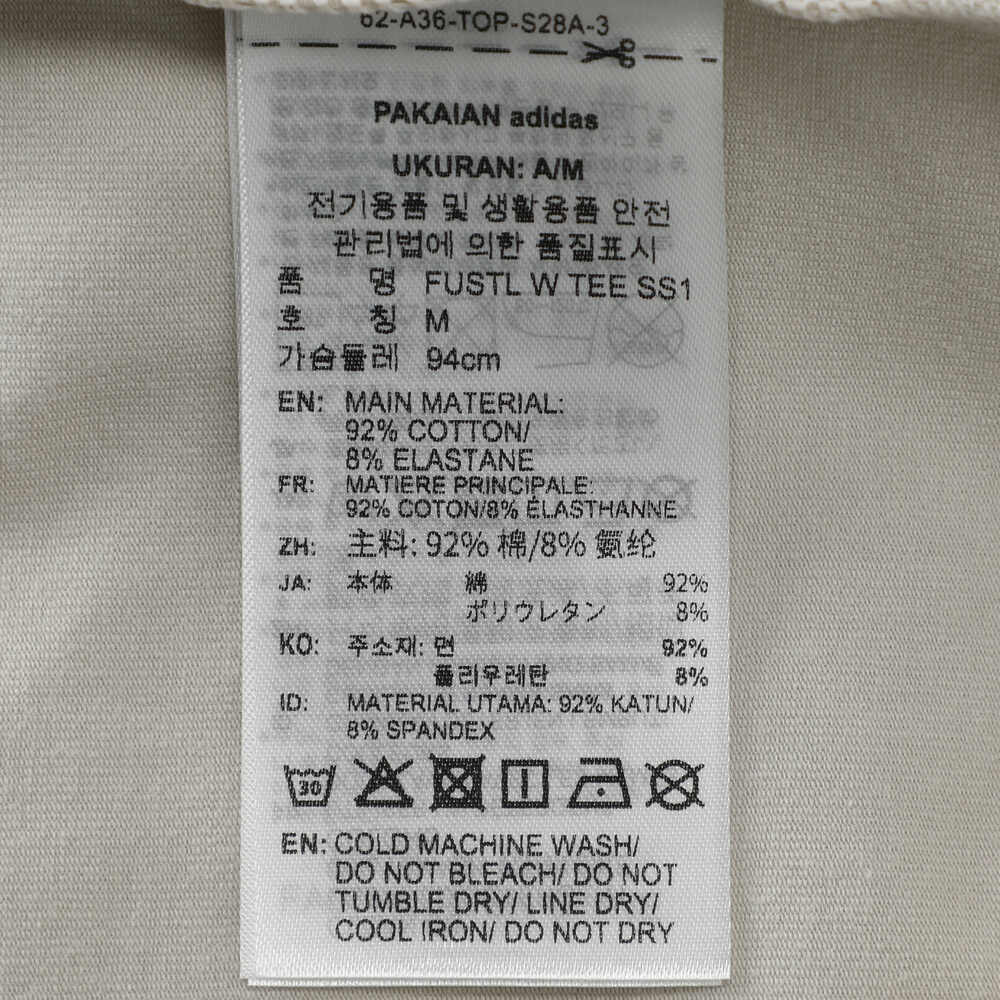 62-A36-TOP-S28A-3
PAKAIAN adidas
UKURAN: A/M
전기용품 및 생활용품 안전
관리법에 의한 품질표시
품 명 FUSTL W TEE SS1
호 칭 M
가슴둘레 94cm
EN: MAIN MATERIAL:
92% COTTON/
8% ELASTANE
FR: MATIERE PRINCIPALE:
92% COTON/8% ÉLASTHANNE
ZH: 主料: 92% 棉/8% 氨纶
JA: 本体 綿 92%
ポリウレタン 8%
KO: 주소재: 면 92%
폴리우레탄 8%
ID: MATERIAL UTAMA: 92% KATUN/
8% SPANDEX
30
EN: COLD MACHINE WASH/
DO NOT BLEACH/ DO NOT
TUMBLE DRY/ LINE DRY/
COOL IRON/ DO NOT DRY